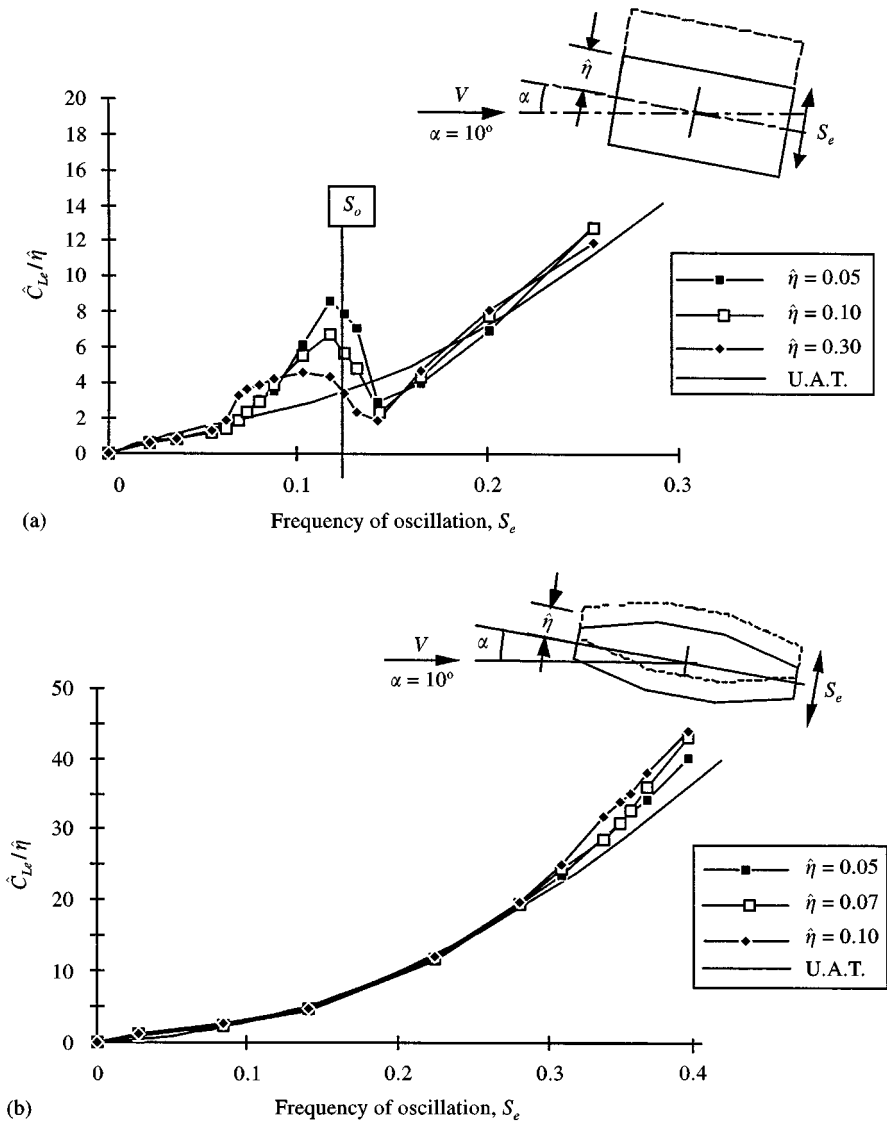 η̂
V
α
α = 10°
S_e
20
18
16
14
12
10
8
6
4
2
0
Ĉ_Le/η̂
S_o
η̂ = 0.05
η̂ = 0.10
η̂ = 0.30
U.A.T.
0
0.1
0.2
0.3
(a)
Frequency of oscillation, S_e
η̂
V
α
α = 10°
S_e
50
40
30
20
10
0
Ĉ_Le/η̂
η̂ = 0.05
η̂ = 0.07
η̂ = 0.10
U.A.T.
0
0.1
0.2
0.3
0.4
(b)
Frequency of oscillation, S_e